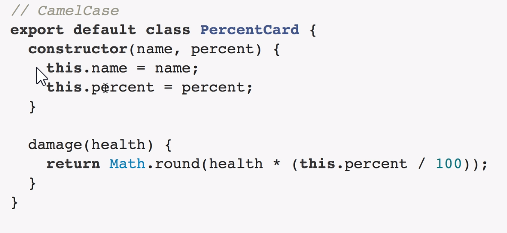 // CamelCase
export default class PercentCard {
  constructor(name, percent) {
    this.name = name;
    this.percent = percent;
  }

  damage(health) {
    return Math.round(health * (this.percent / 100));
  }
}